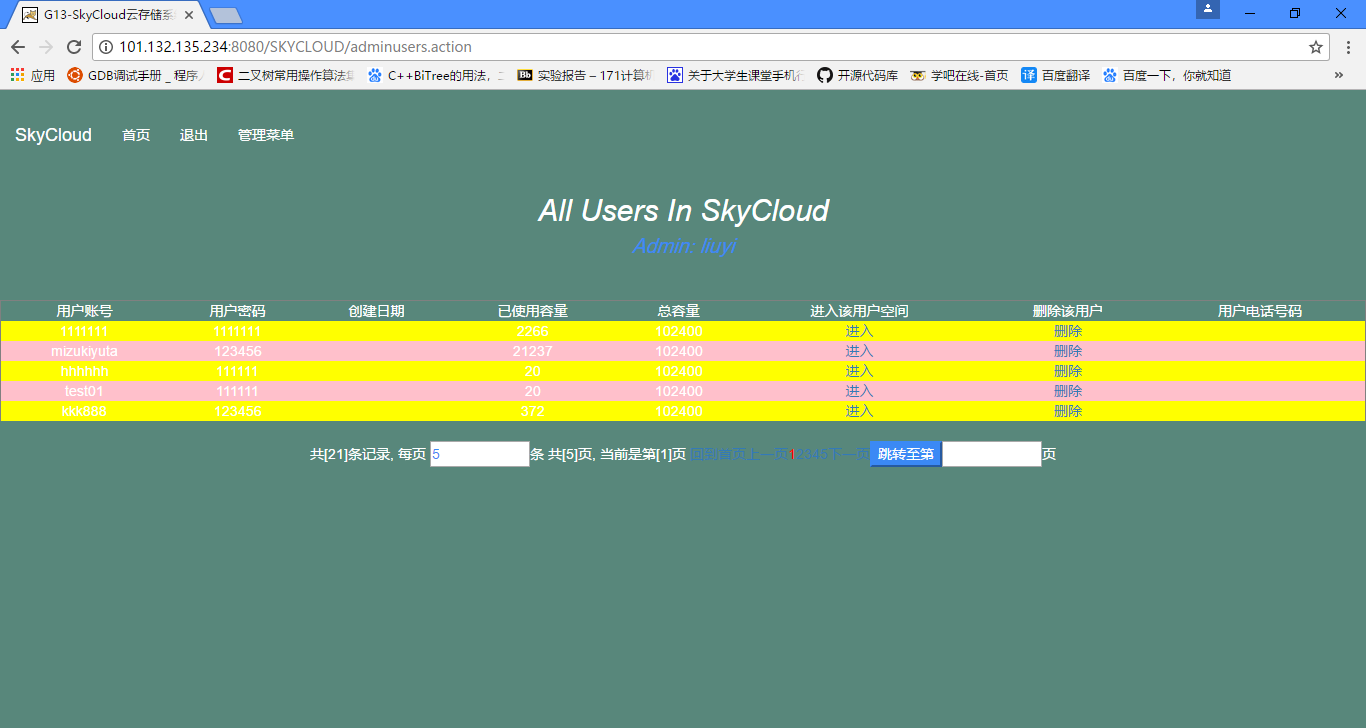 G13-SkyCloud云存储系
101.132.135.234:8080/SKYCLOUD/adminusers.action
应用 GDB调试手册 _ 程序 二叉树常用操作算法集 C++BiTree的用法, 实验报告 – 171计算机 关于大学生课堂手机 开源代码库 学吧在线-首页 译 百度翻译 百度一下，你就知道 »
SkyCloud 首页 退出 管理菜单
All Users In SkyCloud
Admin: liuyi
用户账号 用户密码 创建日期 已使用容量 总容量 进入该用户空间 删除该用户 用户电话号码
1111111 1111111 2266 102400 进入 删除
mizukiyuta 123456 21237 102400 进入 删除
hhhhhh 111111 20 102400 进入 删除
test01 111111 20 102400 进入 删除
kkk888 123456 372 102400 进入 删除
共[21]条记录, 每页 5 条 共[5]页, 当前是第[1]页 回到首页上一页12345下一页 跳转至第 页